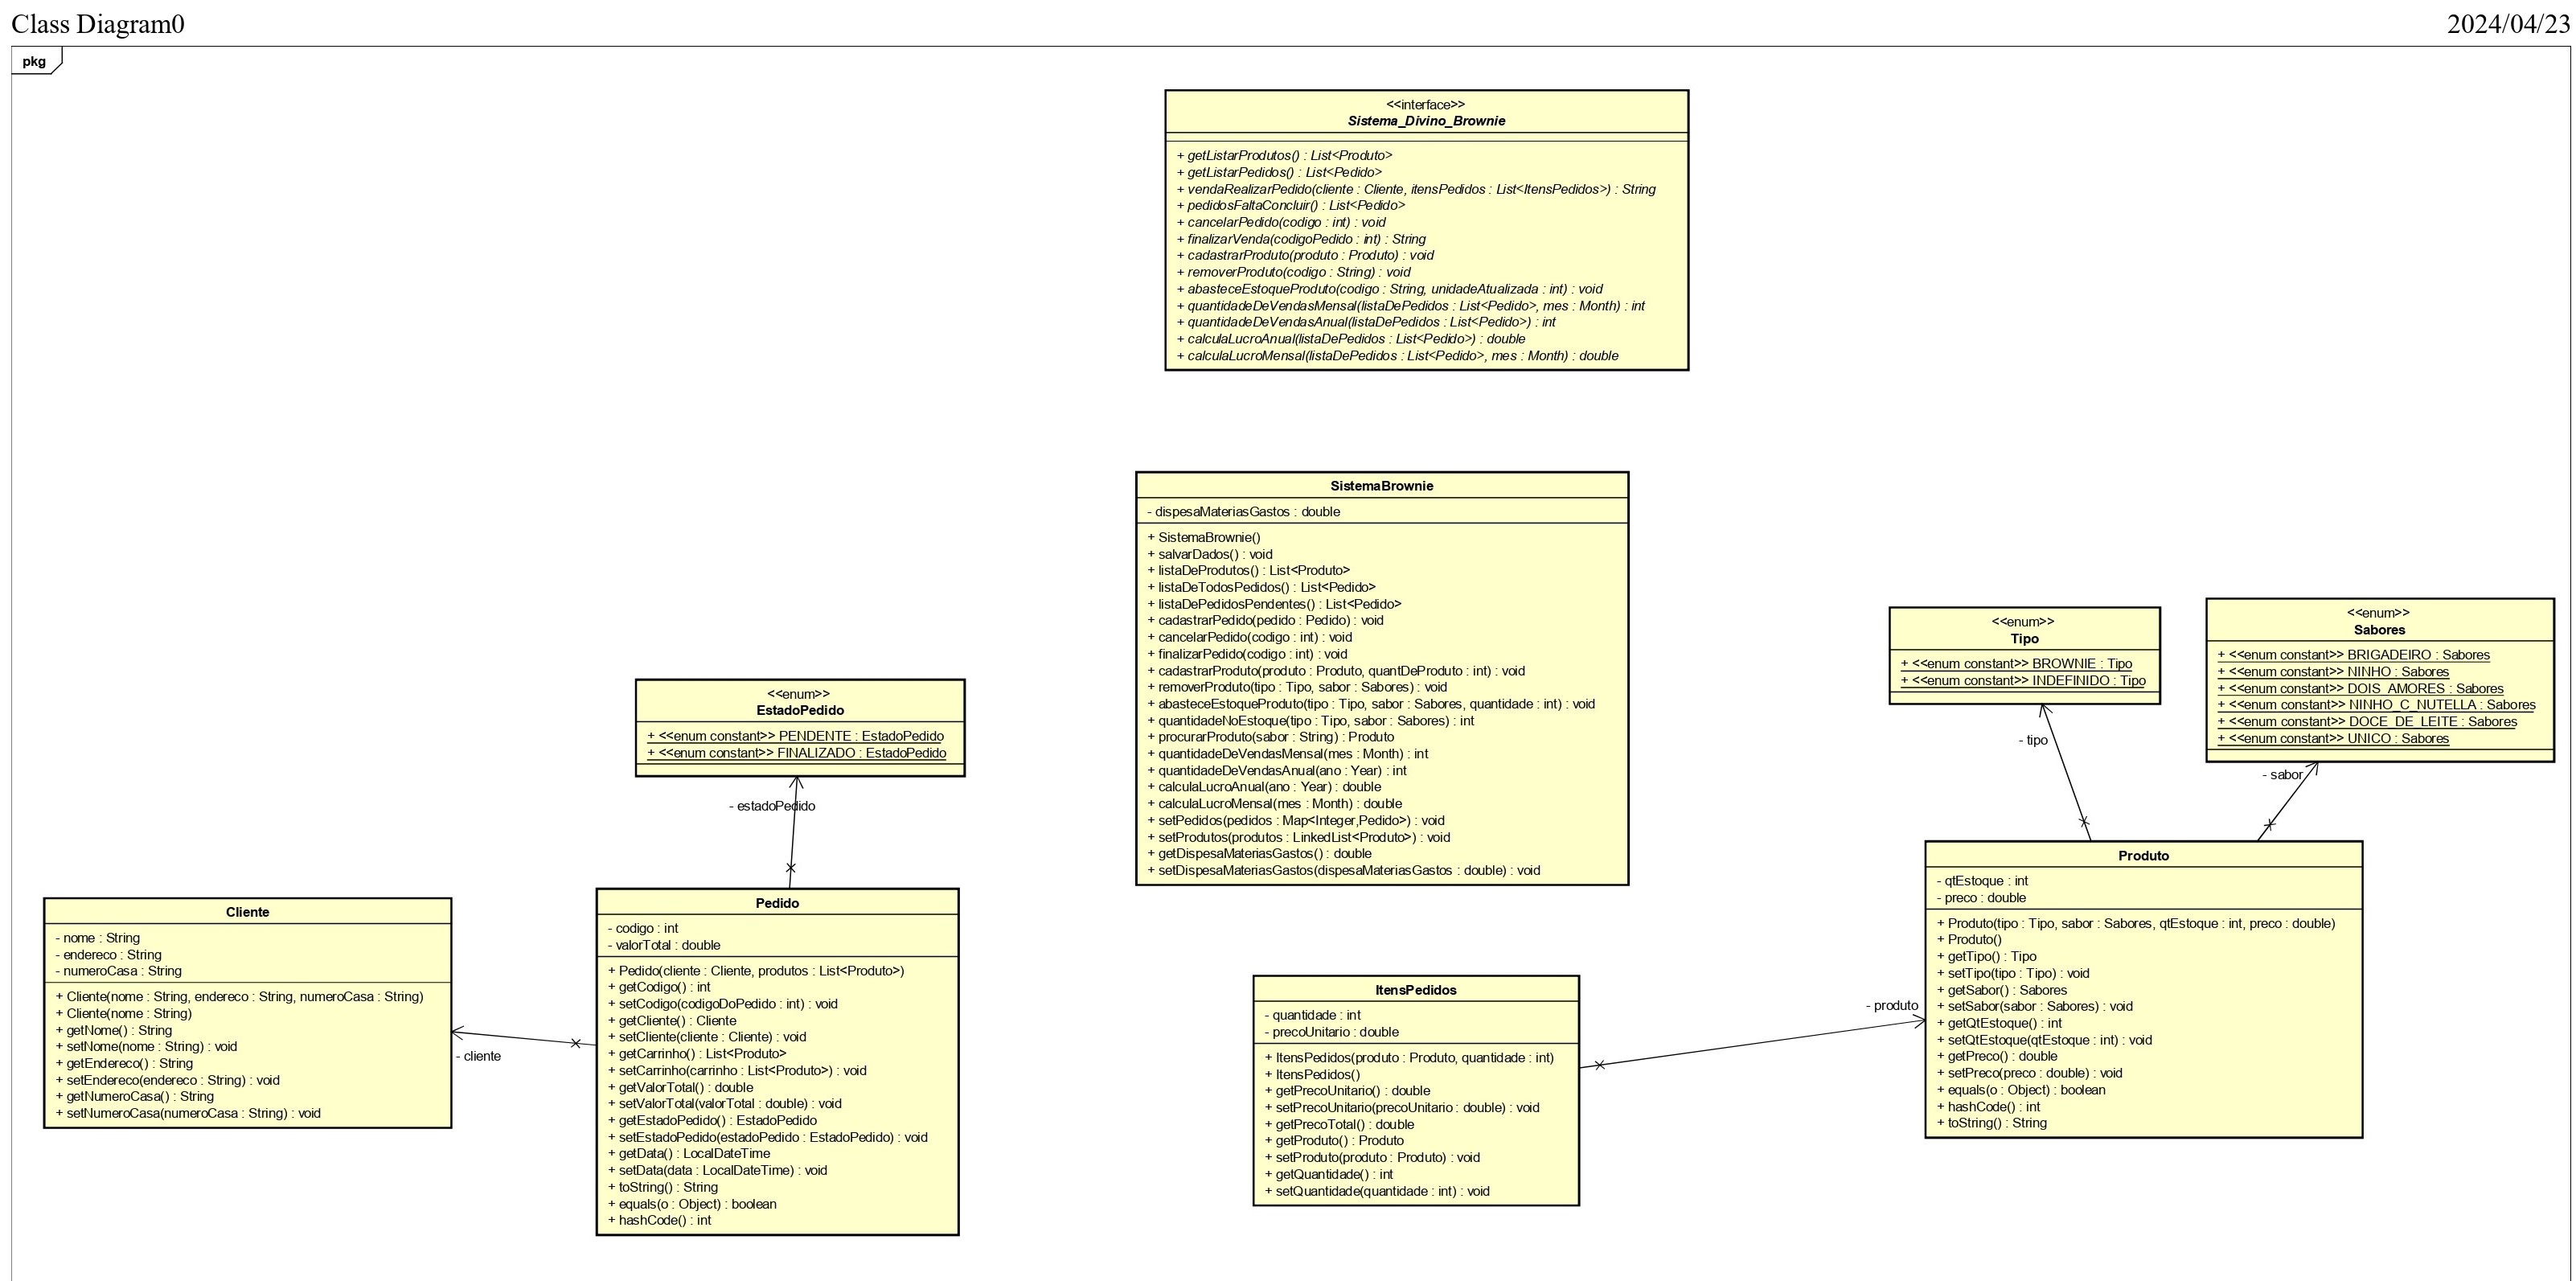 Class Diagram0
2024/04/23
pkg
<<interface>>
Sistema_Divino_Brownie
+ getListarProdutos() : List<Produto>
+ getListarPedidos() : List<Pedido>
+ vendaRealizarPedido(cliente : Cliente, itensPedidos : List<ItensPedidos>) : String
+ pedidosFaltaConcluir() : List<Pedido>
+ cancelarPedido(codigo : int) : void
+ finalizarVenda(codigoPedido : int) : String
+ cadastrarProduto(produto : Produto) : void
+ removerProduto(codigo : String) : void
+ abasteceEstoqueProduto(codigo : String, unidadeAtualizada : int) : void
+ quantidadeDeVendasMensal(listaDePedidos : List<Pedido>, mes : Month) : int
+ quantidadeDeVendasAnual(listaDePedidos : List<Pedido>) : int
+ calculaLucroAnual(listaDePedidos : List<Pedido>) : double
+ calculaLucroMensal(listaDePedidos : List<Pedido>, mes : Month) : double
SistemaBrownie
- dispesaMateriasGastos : double
+ SistemaBrownie()
+ salvarDados() : void
+ listaDeProdutos() : List<Produto>
+ listaDeTodosPedidos() : List<Pedido>
+ listaDePedidosPendentes() : List<Pedido>
+ cadastrarPedido(pedido : Pedido) : void
+ cancelarPedido(codigo : int) : void
+ finalizarPedido(codigo : int) : void
+ cadastrarProduto(produto : Produto, quantDeProduto : int) : void
+ removerProduto(tipo : Tipo, sabor : Sabores) : void
+ abasteceEstoqueProduto(tipo : Tipo, sabor : Sabores, quantidade : int) : void
+ quantidadeNoEstoque(tipo : Tipo, sabor : Sabores) : int
+ procurarProduto(sabor : String) : Produto
+ quantidadeDeVendasMensal(mes : Month) : int
+ quantidadeDeVendasAnual(ano : Year) : int
+ calculaLucroAnual(ano : Year) : double
+ calculaLucroMensal(mes : Month) : double
+ setPedidos(pedidos : Map<Integer,Pedido>) : void
+ setProdutos(produtos : LinkedList<Produto>) : void
+ getDispesaMateriasGastos() : double
+ setDispesaMateriasGastos(dispesaMateriasGastos : double) : void
<<enum>>
Tipo
+ <<enum constant>> BROWNIE : Tipo
+ <<enum constant>> INDEFINIDO : Tipo
- tipo
<<enum>>
Sabores
+ <<enum constant>> BRIGADEIRO : Sabores
+ <<enum constant>> NINHO : Sabores
+ <<enum constant>> DOIS_AMORES : Sabores
+ <<enum constant>> NINHO_C_NUTELLA : Sabores
+ <<enum constant>> DOCE_DE_LEITE : Sabores
+ <<enum constant>> UNICO : Sabores
- sabor
<<enum>>
EstadoPedido
+ <<enum constant>> PENDENTE : EstadoPedido
+ <<enum constant>> FINALIZADO : EstadoPedido
- estadoPedido
Cliente
- nome : String
- endereco : String
- numeroCasa : String
+ Cliente(nome : String, endereco : String, numeroCasa : String)
+ Cliente(nome : String)
+ getNome() : String
+ setNome(nome : String) : void
+ getEndereco() : String
+ setEndereco(endereco : String) : void
+ getNumeroCasa() : String
+ setNumeroCasa(numeroCasa : String) : void
- cliente
Pedido
- codigo : int
- valorTotal : double
+ Pedido(cliente : Cliente, produtos : List<Produto>)
+ getCodigo() : int
+ setCodigo(codigoDoPedido : int) : void
+ getCliente() : Cliente
+ setCliente(cliente : Cliente) : void
+ getCarrinho() : List<Produto>
+ setCarrinho(carrinho : List<Produto>) : void
+ getValorTotal() : double
+ setValorTotal(valorTotal : double) : void
+ getEstadoPedido() : EstadoPedido
+ setEstadoPedido(estadoPedido : EstadoPedido) : void
+ getData() : LocalDateTime
+ setData(data : LocalDateTime) : void
+ toString() : String
+ equals(o : Object) : boolean
+ hashCode() : int
ItensPedidos
- quantidade : int
- precoUnitario : double
+ ItensPedidos(produto : Produto, quantidade : int)
+ ItensPedidos()
+ getPrecoUnitario() : double
+ setPrecoUnitario(precoUnitario : double) : void
+ getPrecoTotal() : double
+ getProduto() : Produto
+ setProduto(produto : Produto) : void
+ getQuantidade() : int
+ setQuantidade(quantidade : int) : void
- produto
Produto
- qtEstoque : int
- preco : double
+ Produto(tipo : Tipo, sabor : Sabores, qtEstoque : int, preco : double)
+ Produto()
+ getTipo() : Tipo
+ setTipo(tipo : Tipo) : void
+ getSabor() : Sabores
+ setSabor(sabor : Sabores) : void
+ getQtEstoque() : int
+ setQtEstoque(qtEstoque : int) : void
+ getPreco() : double
+ setPreco(preco : double) : void
+ equals(o : Object) : boolean
+ hashCode() : int
+ toString() : String